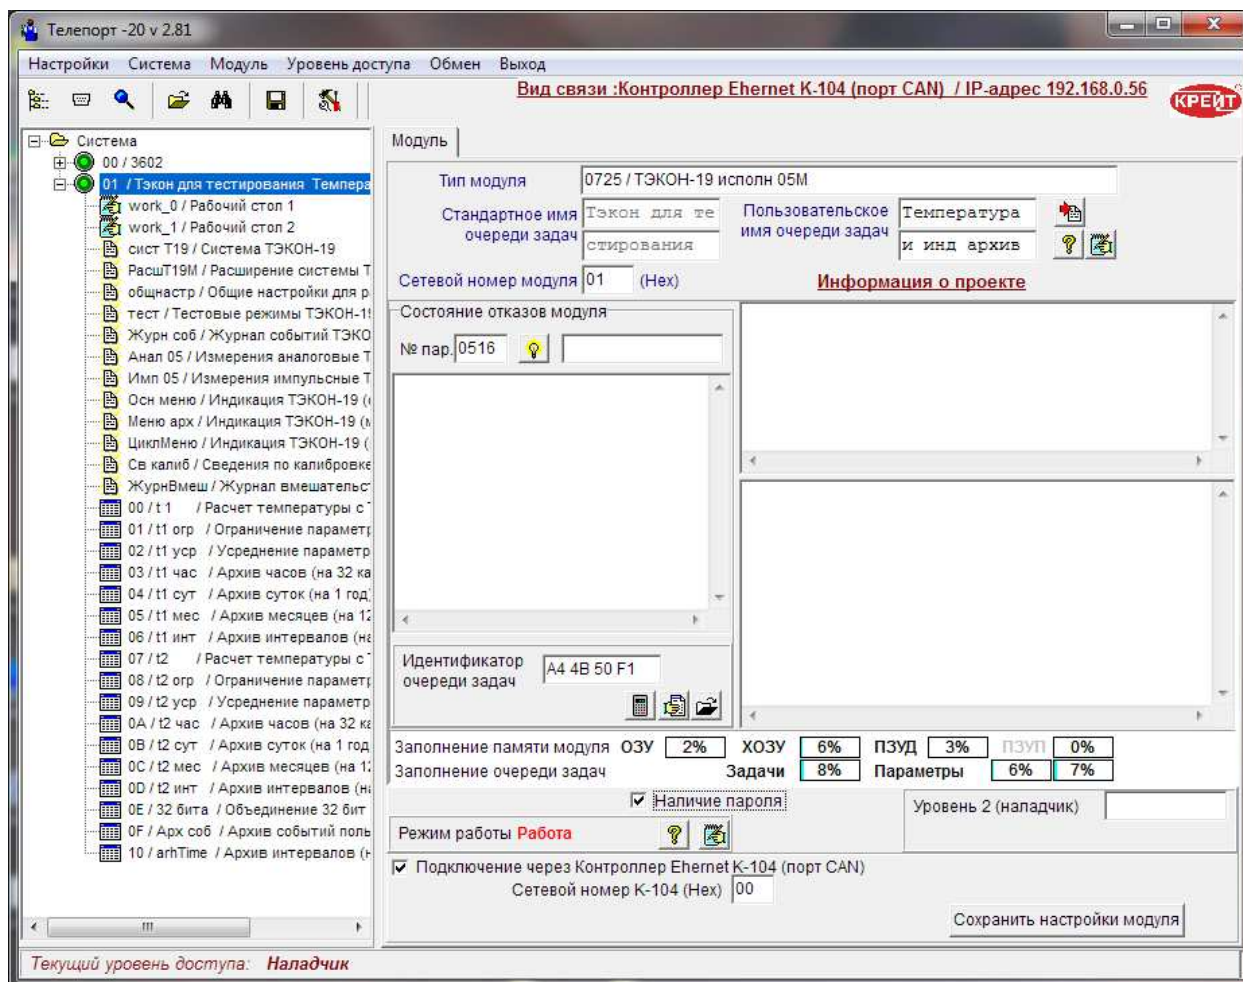 Телепорт -20 v 2.81
Настройки Система Модуль Уровень доступа Обмен Выход
Вид связи :Контроллер Ehernet К-104 (порт CAN) / IP-адрес 192.168.0.56
КРЕЙТ
Система
00 / 3602
01 / Тэкон для тестирования Темпера
work_0 / Рабочий стол 1
work_1 / Рабочий стол 2
сист Т19 / Система ТЭКОН-19
РасшТ19М / Расширение системы Т
общнастр / Общие настройки для р
тест / Тестовые режимы ТЭКОН-1
Журн соб / Журнал событий ТЭКО
Анал 05 / Измерения аналоговые Т
Имп 05 / Измерения импульсные Т
Осн меню / Индикация ТЭКОН-19 (
Меню арх / Индикация ТЭКОН-19 (м
ЦиклМеню / Индикация ТЭКОН-19 (
Св калиб / Сведения по калибровке
ЖурнВмеш / Журнал вмешательс
00 / t 1 / Расчет температуры с
01 / t1 огр / Ограничение параметр
02 / t1 уср / Усреднение параметр
03 / t1 час / Архив часов (на 32 ка
04 / t1 сут / Архив суток (на 1 год
05 / t1 мес / Архив месяцев (на 12
06 / t1 инт / Архив интервалов (на
07 / t2 / Расчет температуры с
08 / t2 огр / Ограничение параметр
09 / t2 уср / Усреднение параметр
0A / t2 час / Архив часов (на 32 ка
0B / t2 сут / Архив суток (на 1 год
0C / t2 мес / Архив месяцев (на 12
0D / t2 инт / Архив интервалов (на
0E / 32 бита / Объединение 32 бит
0F / Арх соб / Архив событий поль
10 / arhTime / Архив интервалов (н
Модуль
Тип модуля 0725 / ТЭКОН-19 исполн 05М
Стандартное имя очереди задач Тэкон для те стирования
Пользовательское имя очереди задач Температура и инд архив
Сетевой номер модуля 01 (Hex)
Информация о проекте
Состояние отказов модуля
№ пар. 0516
Идентификатор очереди задач A4 4B 50 F1
Заполнение памяти модуля ОЗУ 2% ХОЗУ 6% ПЗУД 3% ПЗУП 0%
Заполнение очереди задач Задачи 8% Параметры 6% 7%
Наличие пароля
Уровень 2 (наладчик)
Режим работы Работа
Подключение через Контроллер Ehernet К-104 (порт CAN)
Сетевой номер К-104 (Hex) 00
Сохранить настройки модуля
Текущий уровень доступа: Наладчик